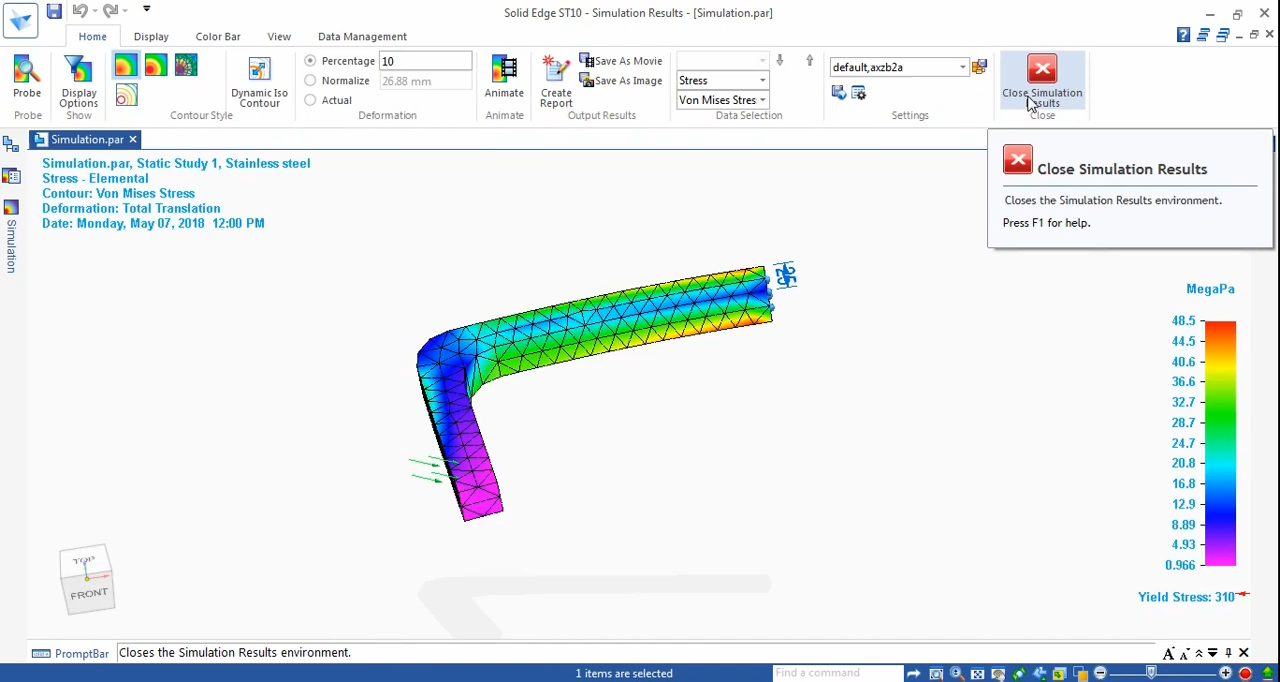 Solid Edge ST10 - Simulation Results - [Simulation.par]
Home
Display
Color Bar
View
Data Management
Probe
Display Options
Dynamic Iso Contour
Percentage
10
Normalize
26.88 mm
Actual
Animate
Create Report
Save As Movie
Save As Image
Stress
Von Mises Stres
default,axzb2a
Close Simulation Results
Probe
Show
Contour Style
Deformation
Animate
Output Results
Data Selection
Settings
Close
Simulation.par
Close Simulation Results
Closes the Simulation Results environment.
Press F1 for help.
Simulation
Simulation.par, Static Study 1, Stainless steel
Stress - Elemental
Contour: Von Mises Stress
Deformation: Total Translation
Date: Monday, May 07, 2018 12:00 PM
MegaPa
48.5
44.5
40.6
36.6
32.7
28.7
24.7
20.8
16.8
12.9
8.89
4.93
0.966
Yield Stress: 310
TOP
FRONT
PromptBar
Closes the Simulation Results environment.
1 items are selected
Find a command